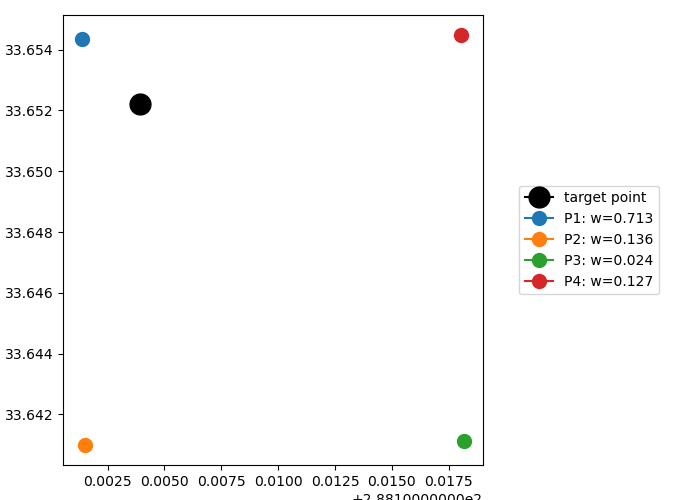 33.654
33.652
33.650
33.648
33.646
33.644
33.642
0.0025 0.0050 0.0075 0.0100 0.0125 0.0150 0.0175
+2.8810000000e2
target point
P1: w=0.713
P2: w=0.136
P3: w=0.024
P4: w=0.127